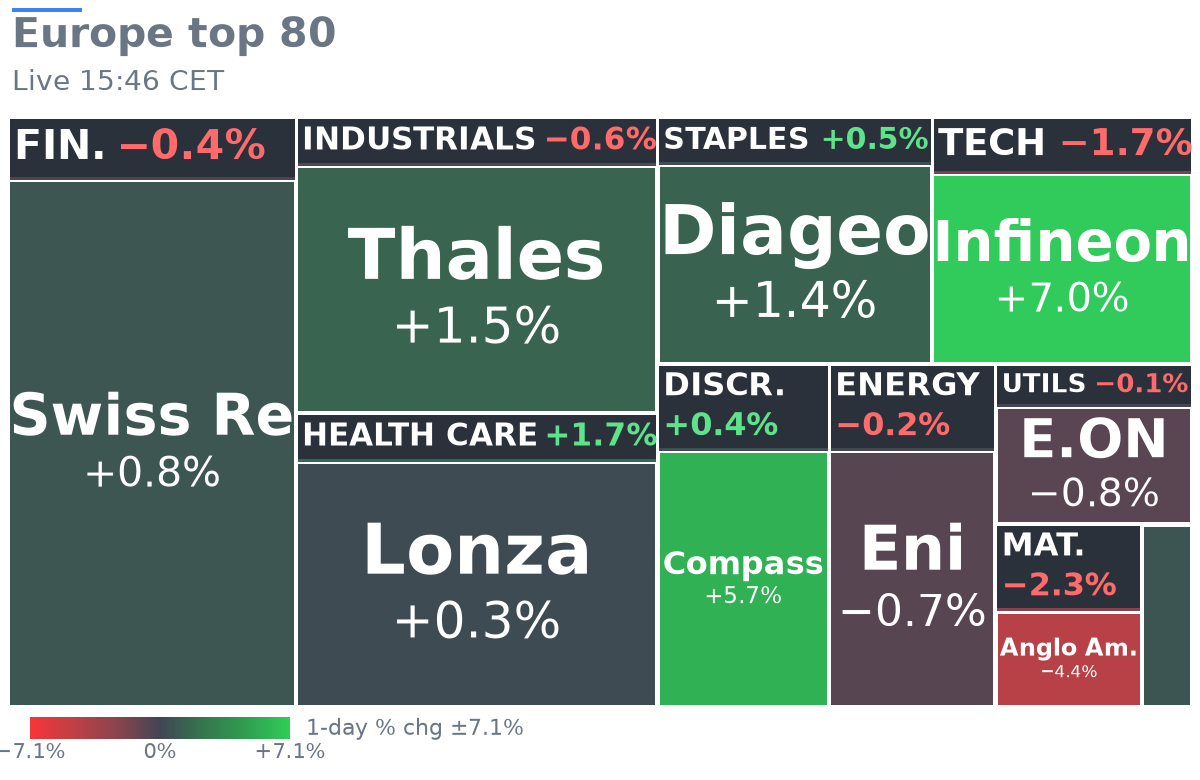 Europe top 80
Live 15:46 CET
FIN. −0.4%
Swiss Re
+0.8%
INDUSTRIALS −0.6%
Thales
+1.5%
HEALTH CARE +1.7%
Lonza
+0.3%
STAPLES +0.5%
Diageo
+1.4%
TECH −1.7%
Infineon
+7.0%
DISCR.
+0.4%
Compass
+5.7%
ENERGY
−0.2%
Eni
−0.7%
UTILS −0.1%
E.ON
−0.8%
MAT.
−2.3%
Anglo Am.
−4.4%
1-day % chg ±7.1%
−7.1% 0% +7.1%